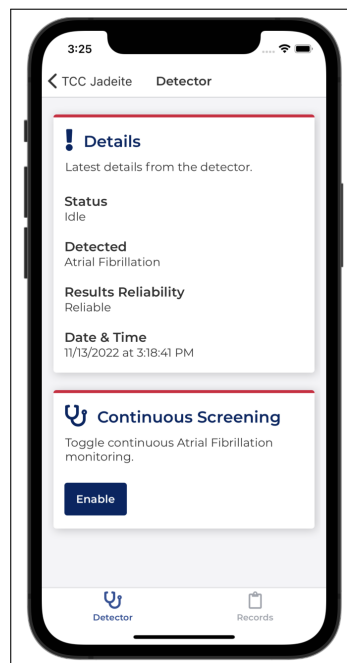 3:25
TCC Jadeite Detector
Details
Latest details from the detector.
Status
Idle
Detected
Atrial Fibrillation
Results Reliability
Reliable
Date & Time
11/13/2022 at 3:18:41 PM
Continuous Screening
Toggle continuous Atrial Fibrillation
monitoring.
Enable
Detector Records